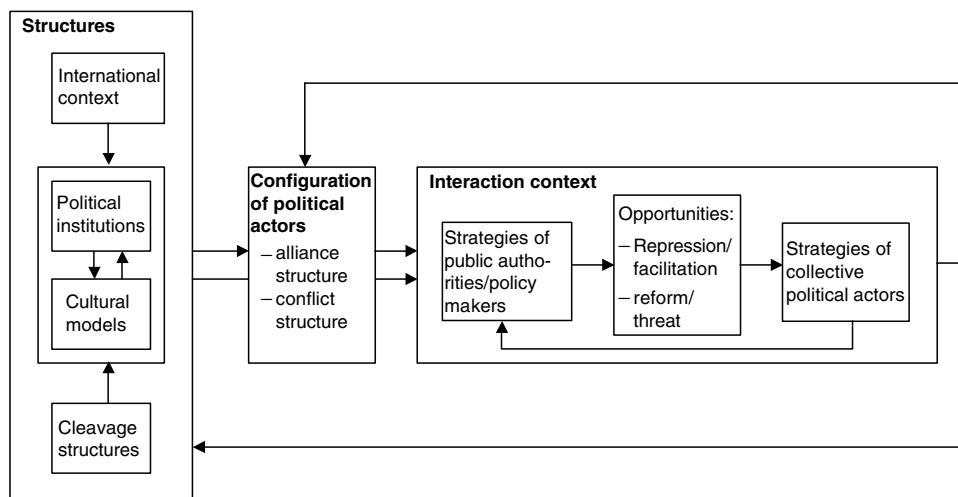 Structures
International
context
Political
institutions
Cultural
models
Cleavage
structures
Configuration
of political
actors
– alliance
structure
– conflict
structure
Interaction context
Strategies of
public autho-
rities/policy
makers
Opportunities:
– Repression/
facilitation
– reform/
threat
Strategies of
collective
political actors